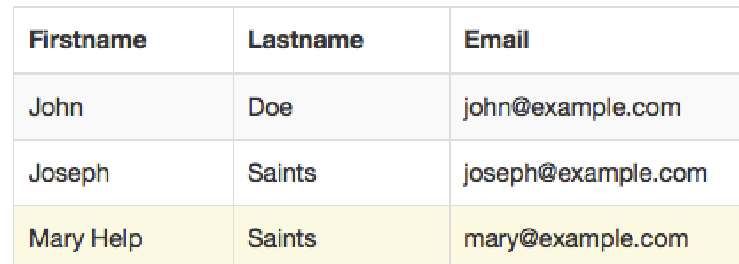 Firstname Lastname Email
John Doe john@example.com
Joseph Saints joseph@example.com
Mary Help Saints mary@example.com